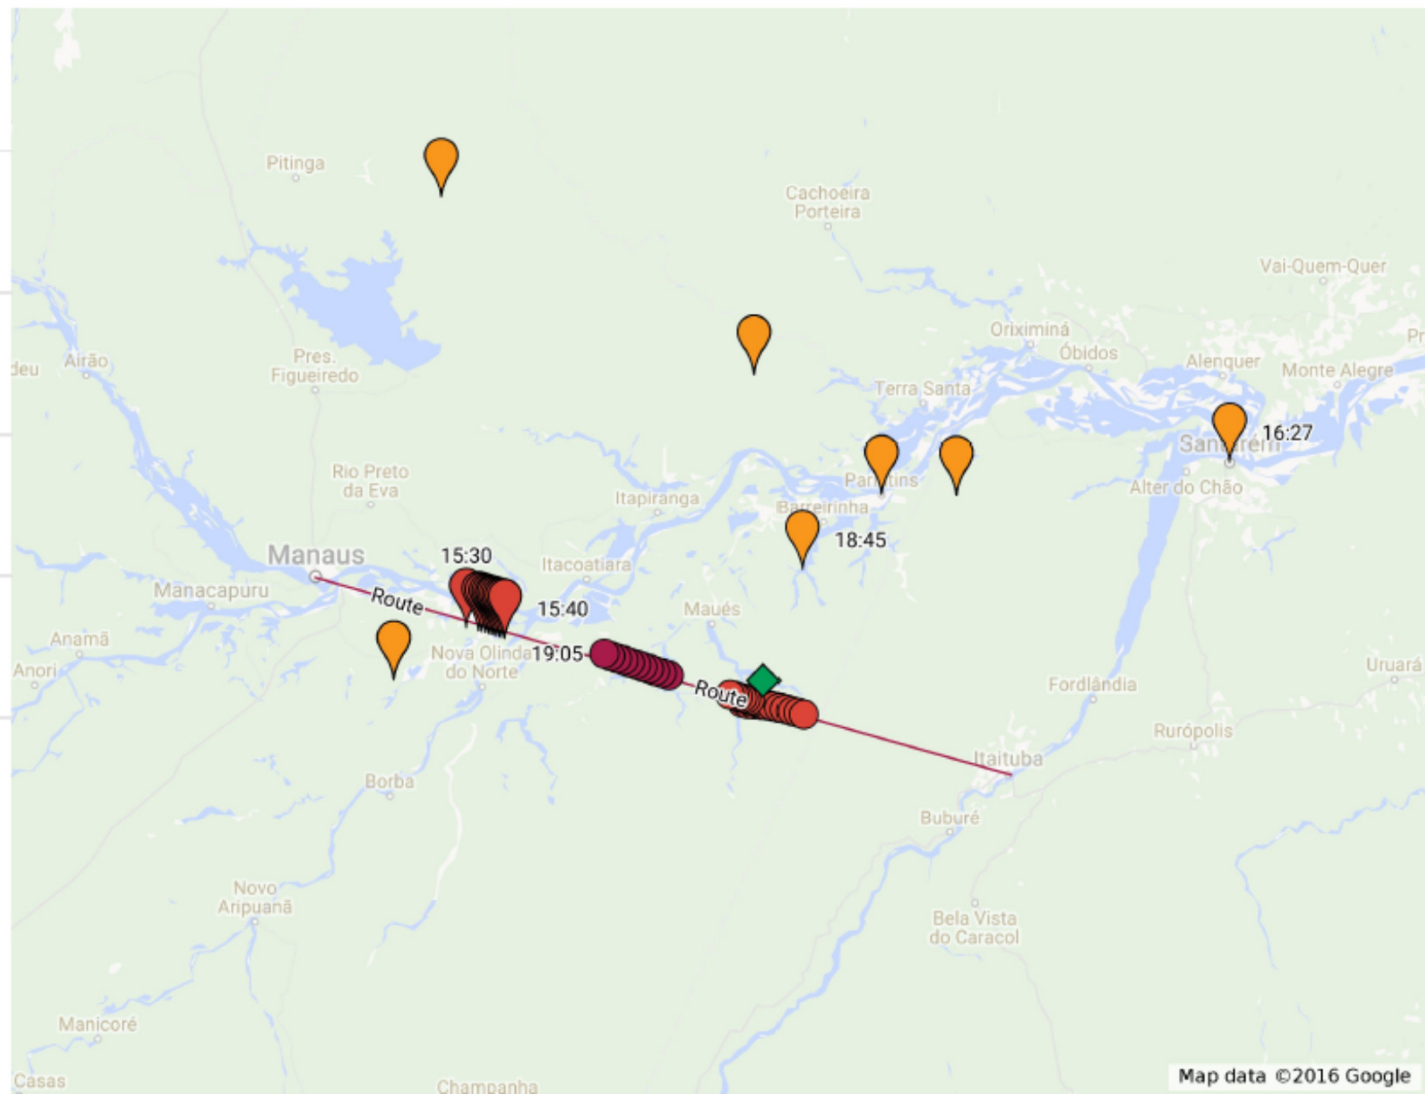 Pitinga
Cachoeira
Porteira
Vai-Quem-Quer
Oriximiná
Óbidos
Pr
Airão
deu
Pres.
Figueiredo
Alenquer
Monte Alegre
Terra Santa
16:27
Rio Preto
da Eva
Alter do Chão
Itapiranga
Barreirinha
18:45
Manaus
15:30
Itacoatiara
Manacapuru
Route
15:40
Maués
Anamã
Anori
Nova Olinda
do Norte
19:05
Route
Uruará
Fordlândia
Rurópolis
Itaituba
Borba
Buburé
Novo
Aripuanã
Bela Vista
do Caracol
Manicoré
Casas
Champanha
Map data ©2016 Google